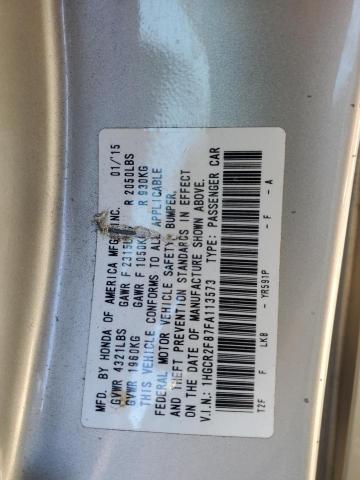 MFD. BY HONDA OF AMERICA MFG., INC. 01/'15
GVWR 4321LBS GAWR F 2315LBS R 2050LBS
GVWR 1960KG GAWR F 1050KG R 930KG
THIS VEHICLE CONFORMS TO ALL APPLICABLE
FEDERAL MOTOR VEHICLE SAFETY, BUMPER,
AND THEFT PREVENTION STANDARDS IN EFFECT
ON THE DATE OF MANUFACTURE SHOWN ABOVE.
V.I.N.: 1HGCR2F87FA113573 TYPE: PASSENGER CAR
T2F F LKB -YR591P - F - A